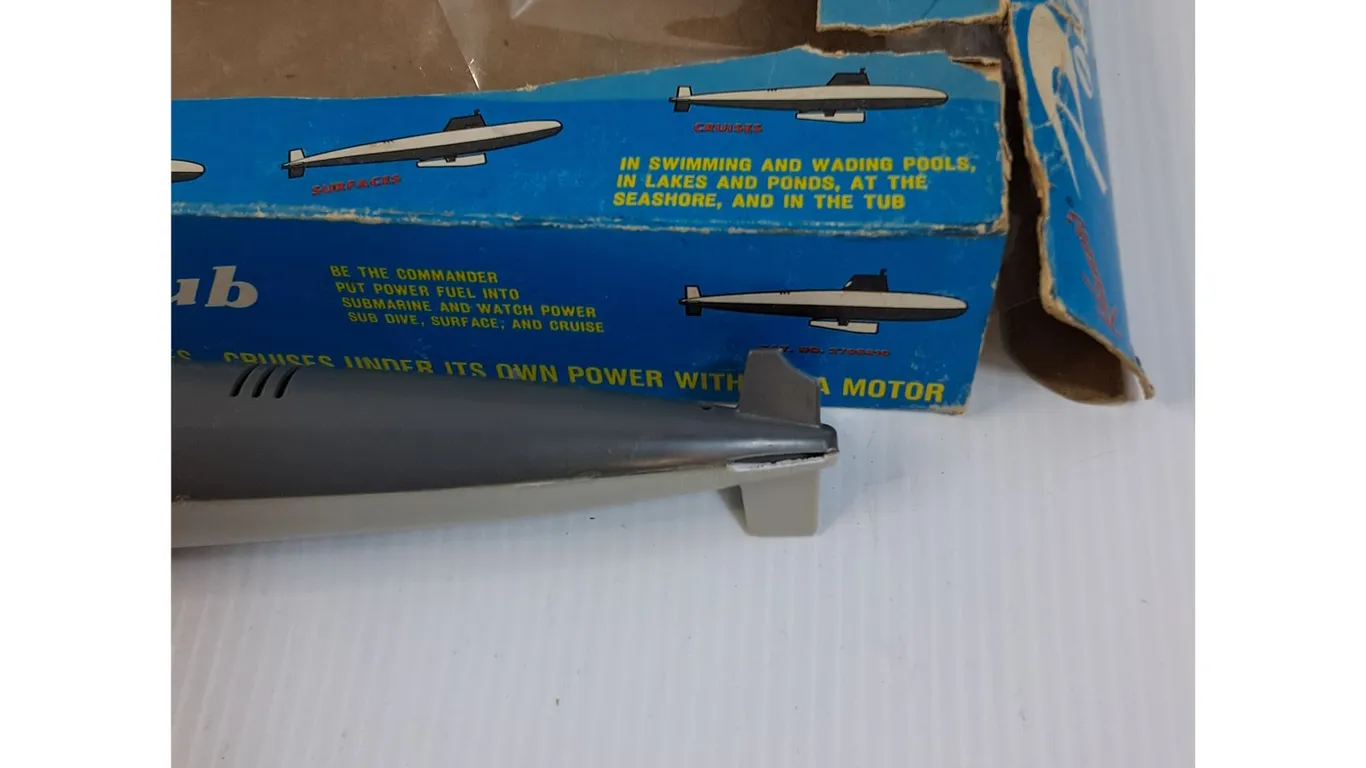 CRUISES
SURFACES
IN SWIMMING AND WADING POOLS,
IN LAKES AND PONDS, AT THE
SEASHORE, AND IN THE TUB
ub
BE THE COMMANDER
PUT POWER FUEL INTO
SUBMARINE AND WATCH POWER
SUB DIVE, SURFACE, AND CRUISE
CRUISES UNDER ITS OWN POWER WITH A MOTOR